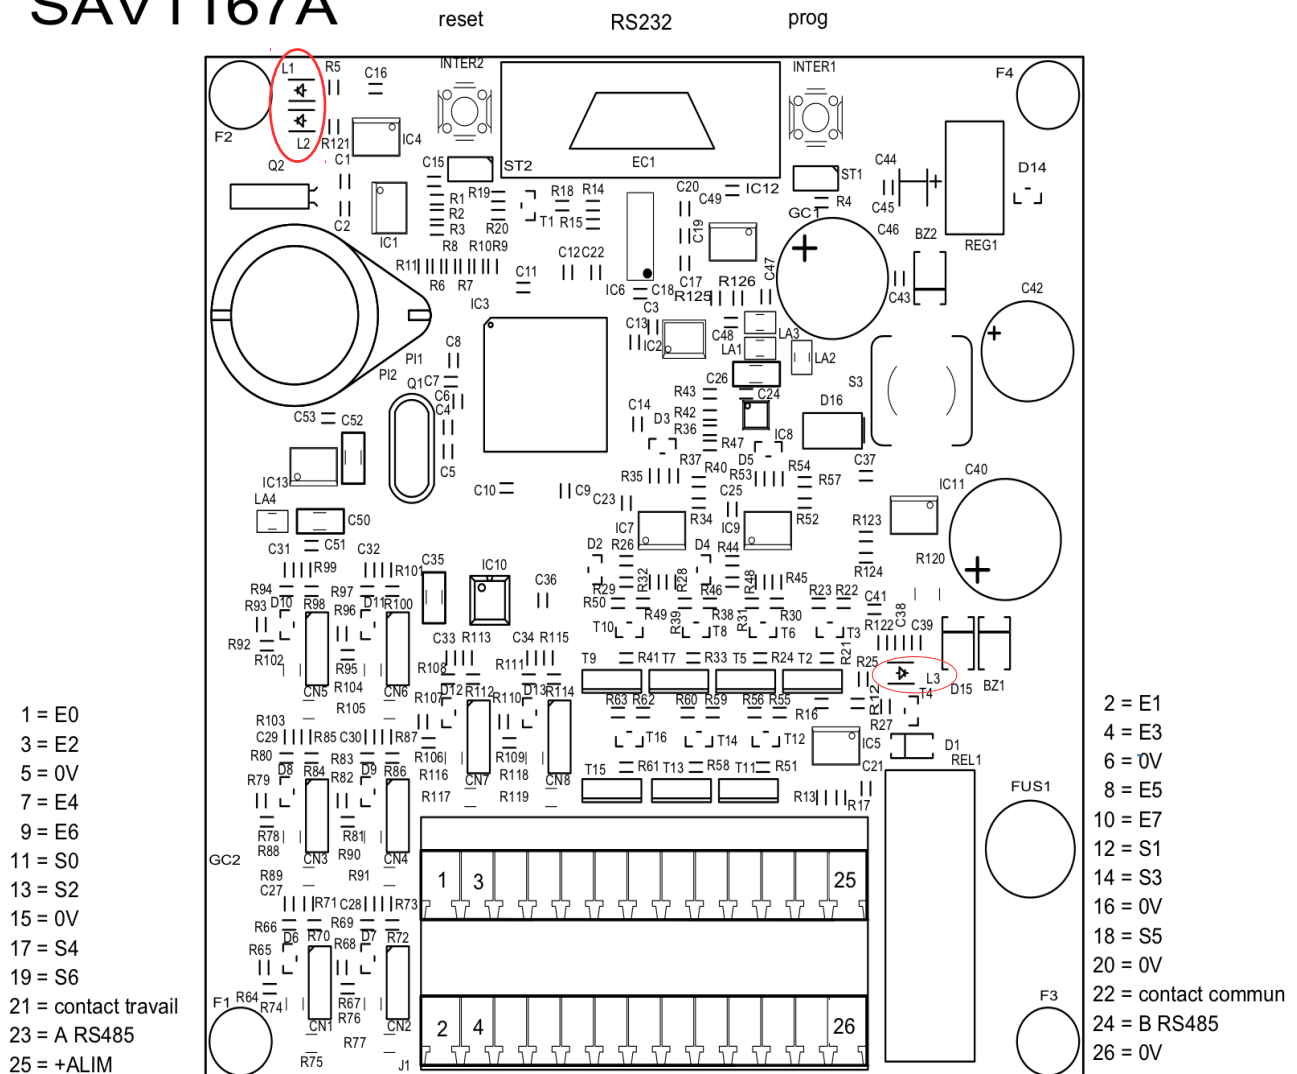 SAV1167A
reset
RS232
prog
L1
R5
C16
INTER2
INTER1
F4
F2
L2
R121
IC4
Q2
C1
C15
ST2
EC1
IC12
ST1
C44
D14
R1
R19
R18
R14
C20
C49
R4
C45
R2
R15
T1
GC1
C2
R3
R20
C19
C46
BZ2
REG1
IC1
R8
R10
R9
R11
R6
R7
C11
C12
C22
IC6
C18
C17
R125
R126
C47
C43
C42
IC3
C3
C13
IC2
C48
LA3
LA1
LA2
C8
PI1
PI2
Q1
C7
C6
C4
C26
C24
S3
R43
R42
R36
D16
C53
C52
C14
D3
IC8
R47
D5
C5
R37
R40
R53
R54
R57
C37
C40
IC13
R35
C10
C9
C23
C25
IC11
LA4
C50
R34
R52
IC7
IC9
R123
C51
C31
C32
R99
R101
C35
IC10
C36
D2
R26
D4
R44
R124
R120
R94
R97
R93
D10
R98
D11
R100
R96
R29
R32
R28
R46
R48
R45
R50
R49
R39
R38
R31
R30
R23
R22
C41
C38
C39
R122
R92
R102
R95
C33
R113
C34
R115
T10
T8
T6
T3
R21
R108
R111
T9
R41
T7
R33
T5
R24
T2
R25
L3
D15
BZ1
CN5
R104
CN6
R105
R107
D12
R112
R110
D13
R114
R63
R62
R60
R59
R56
R55
R16
R12
T4
R27
R103
C29
R85
C30
R87
R80
R83
R106
R109
T16
T14
T12
IC5
D1
REL1
D8
R84
D9
R86
R79
R82
R116
CN7
R118
CN8
R117
R119
T15
R61
T13
R58
T11
R51
C21
R13
R17
FUS1
R78
R88
R81
R90
CN3
CN4
GC2
R89
R91
C27
R71
C28
R73
R66
R69
D6
R70
D7
R72
R65
R68
R64
R74
R67
R76
CN1
CN2
R77
R75
J1
F1
F3
1
3
25
2
4
26
1 = E0
3 = E2
5 = 0V
7 = E4
9 = E6
11 = S0
13 = S2
15 = 0V
17 = S4
19 = S6
21 = contact travail
23 = A RS485
25 = +ALIM
2 = E1
4 = E3
6 = 0V
8 = E5
10 = E7
12 = S1
14 = S3
16 = 0V
18 = S5
20 = 0V
22 = contact commun
24 = B RS485
26 = 0V